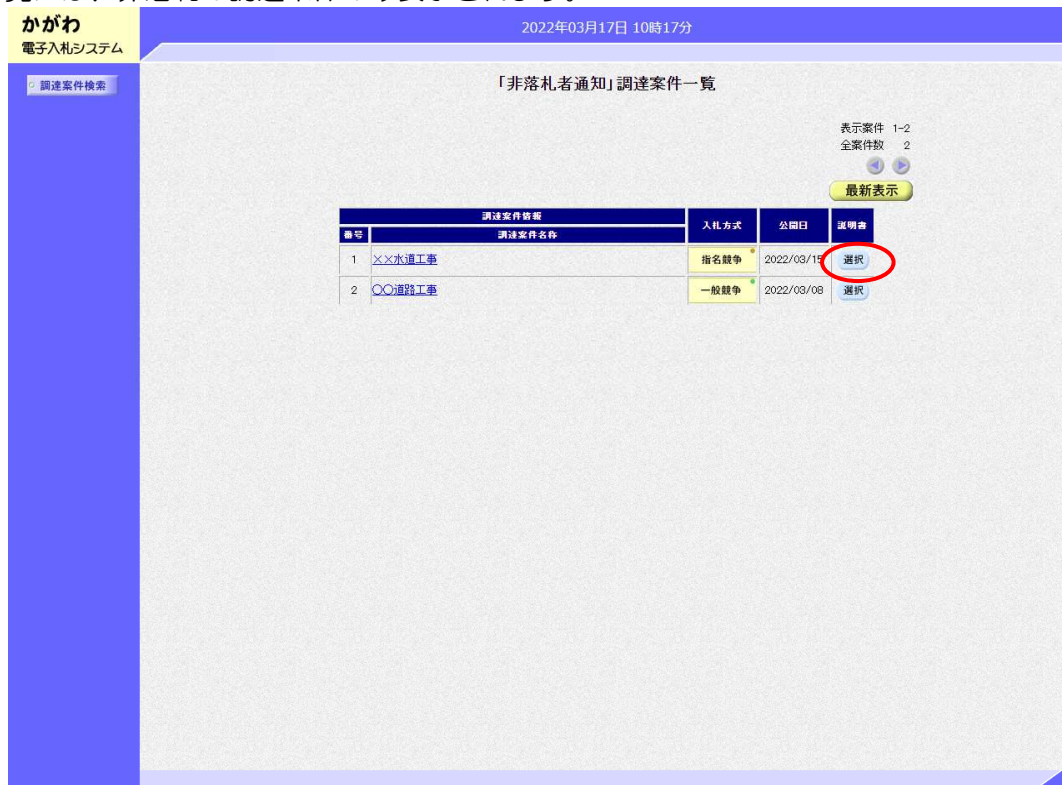 かがわ
電子入札システム
2022年03月17日 10時17分
調達案件検索
「非落札者通知」調達案件一覧
表示案件 1-2
全案件数 2
最新表示
調達案件情報 入札方式 公開日 説明書
番号 調達案件名称
1 ××水道工事 指名競争 2022/03/15 選択
2 〇〇道路工事 一般競争 2022/03/08 選択